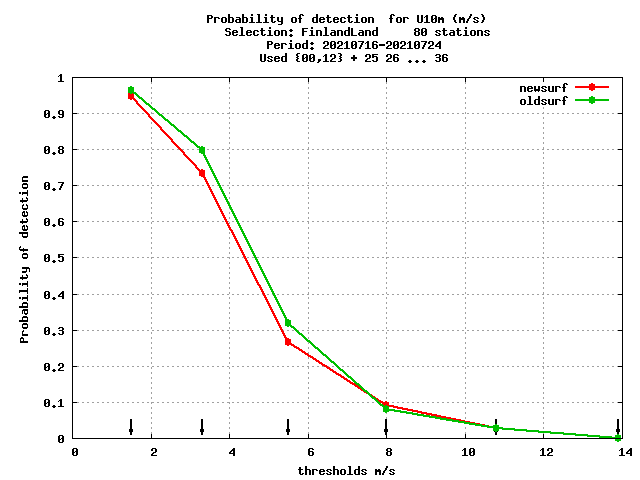 Probability of detection  for U10m (m/s)
Selection: FinlandLand     80 stations
Period: 20210716-20210724
Used {00,12} + 25 26 ... 36
newsurf
oldsurf
1
0.9
0.8
0.7
0.6
0.5
0.4
0.3
0.2
0.1
0
Probability of detection
0 2 4 6 8 10 12 14
thresholds m/s